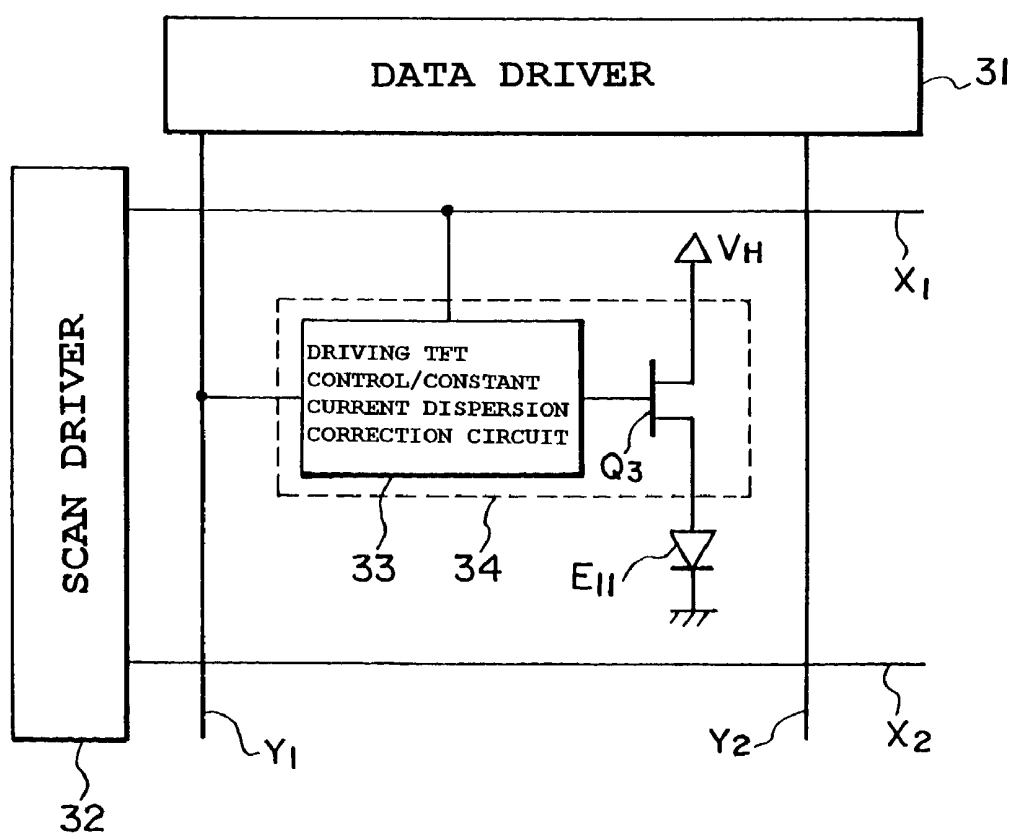 DATA DRIVER
31
SCAN DRIVER
X1
VH
DRIVING TFT
CONTROL/CONSTANT
CURRENT DISPERSION
CORRECTION CIRCUIT
Q3
33
34
E11
X2
Y1
Y2
32